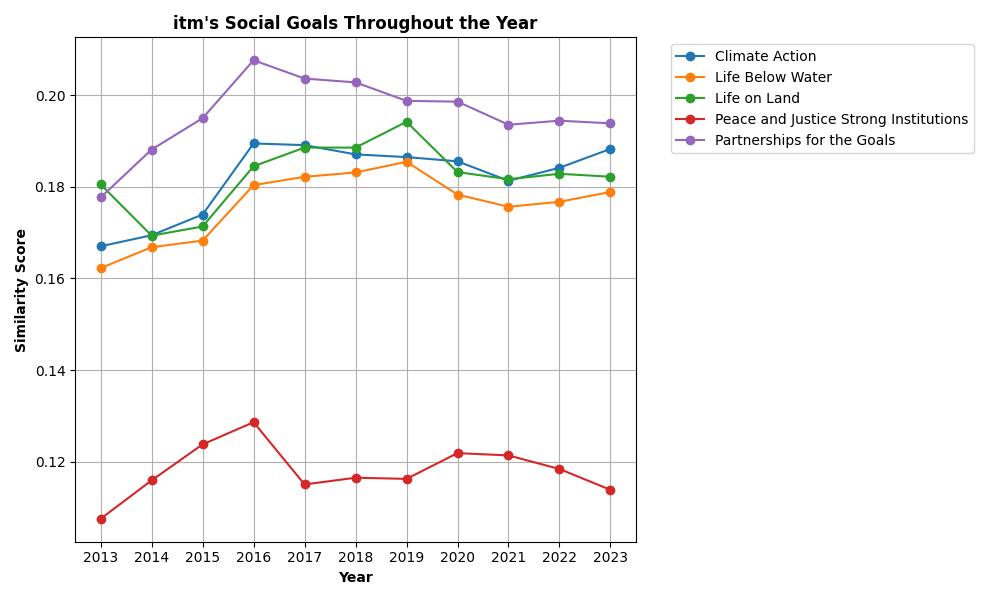 itm's Social Goals Throughout the Year
Climate Action
Life Below Water
Life on Land
Peace and Justice Strong Institutions
Partnerships for the Goals
Similarity Score
0.20
0.18
0.16
0.14
0.12
2013 2014 2015 2016 2017 2018 2019 2020 2021 2022 2023
Year